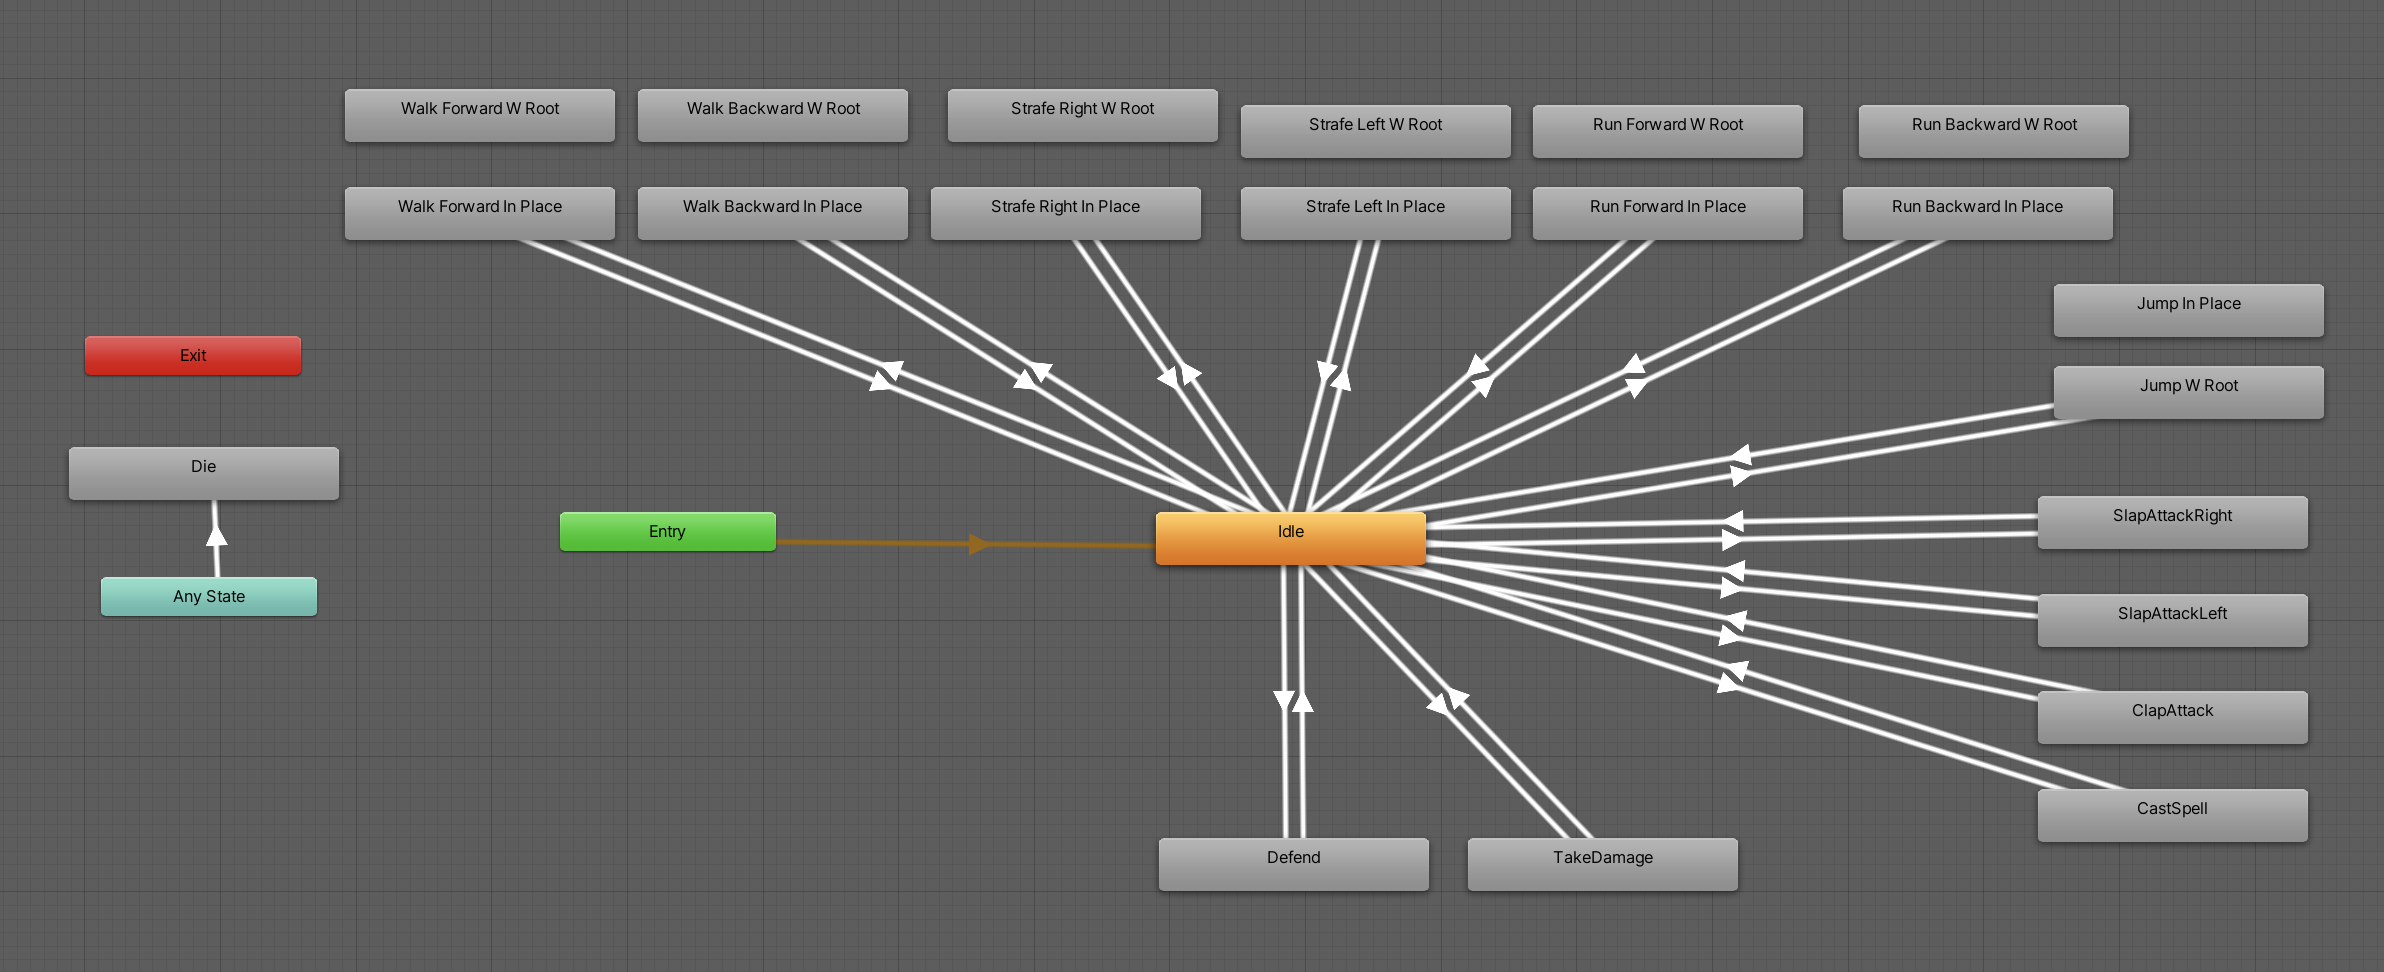 Walk Forward W Root
Walk Backward W Root
Strafe Right W Root
Strafe Left W Root
Run Forward W Root
Run Backward W Root
Walk Forward In Place
Walk Backward In Place
Strafe Right In Place
Strafe Left In Place
Run Forward In Place
Run Backward In Place
Jump In Place
Exit
Jump W Root
Die
SlapAttackRight
Entry
Idle
Any State
SlapAttackLeft
ClapAttack
CastSpell
Defend
TakeDamage